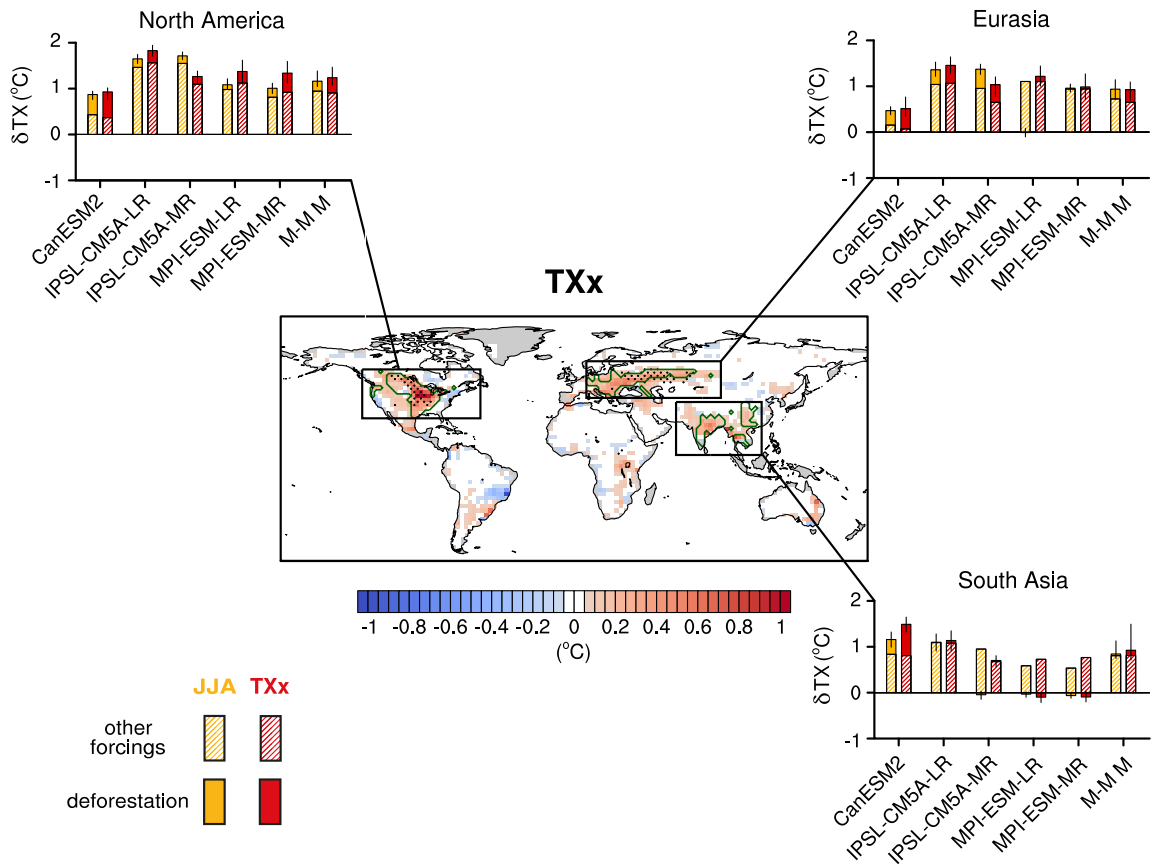 North America
2
1
0
-1
δTX (°C)
CanESM2
IPSL-CM5A-LR
IPSL-CM5A-MR
MPI-ESM-LR
MPI-ESM-MR
M-M M
Eurasia
2
1
0
-1
δTX (°C)
CanESM2
IPSL-CM5A-LR
IPSL-CM5A-MR
MPI-ESM-LR
MPI-ESM-MR
M-M M
TXx
-1 -0.8 -0.6 -0.4 -0.2 0 0.2 0.4 0.6 0.8 1
(°C)
South Asia
2
1
0
-1
δTX (°C)
CanESM2
IPSL-CM5A-LR
IPSL-CM5A-MR
MPI-ESM-LR
MPI-ESM-MR
M-M M
JJA TXx
other
forcings
deforestation